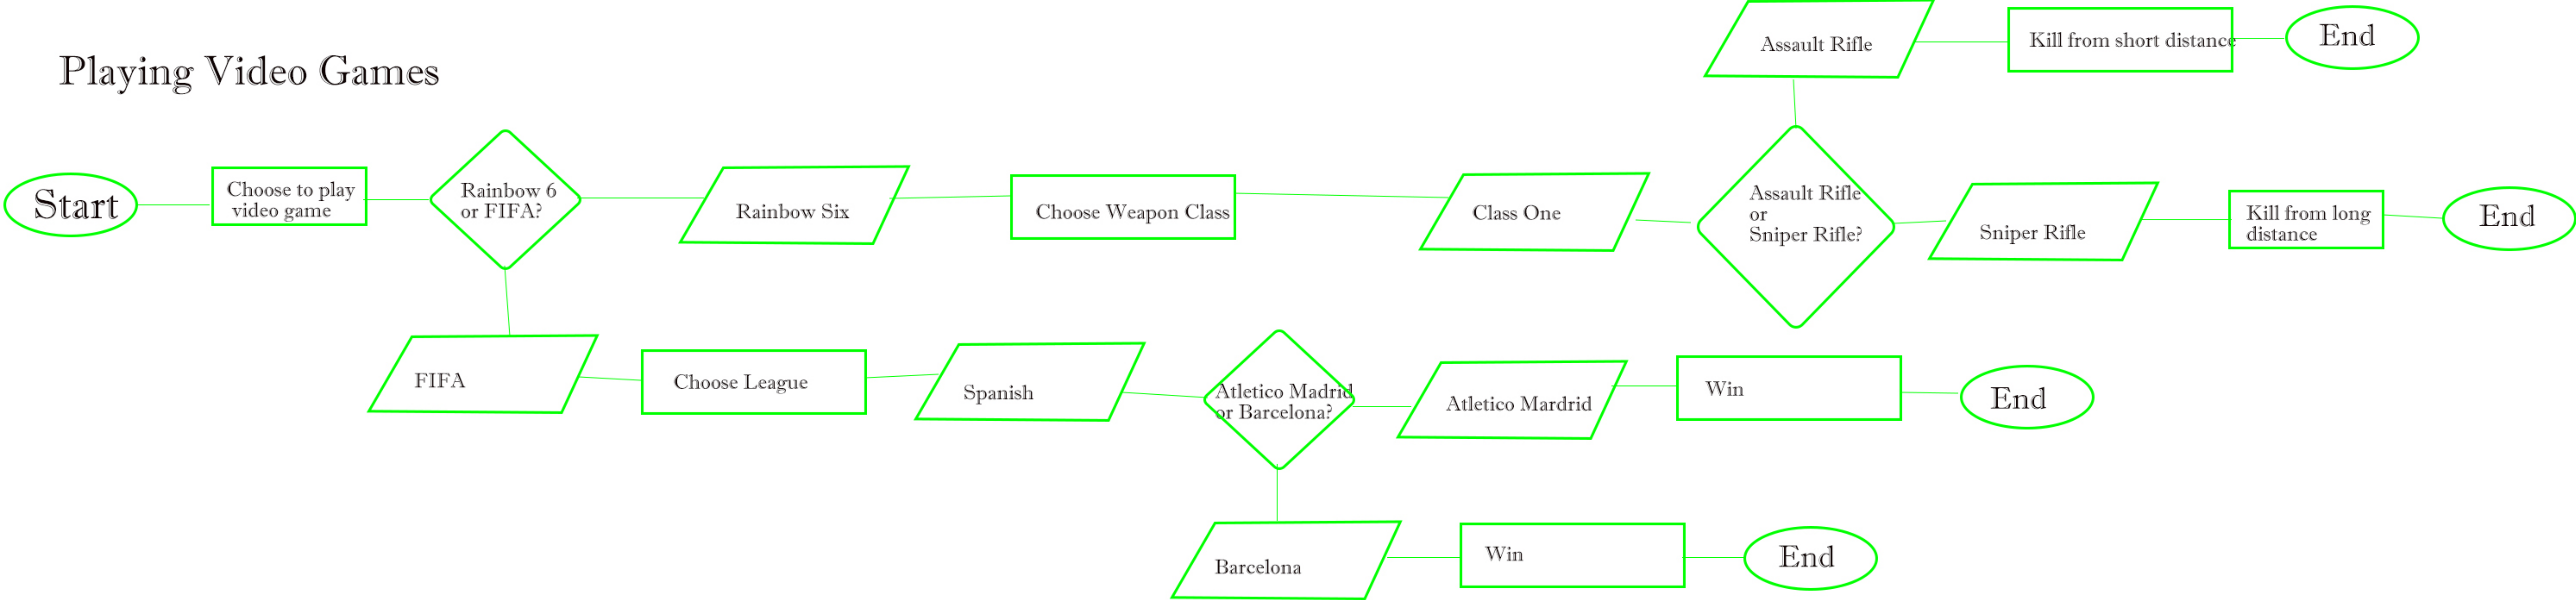 Playing Video Games
Assault Rifle
Kill from short distance
End
Start
Choose to play
video game
Rainbow 6
or FIFA?
Rainbow Six
Choose Weapon Class
Class One
Assault Rifle
or
Sniper Rifle?
Sniper Rifle
Kill from long
distance
End
FIFA
Choose League
Spanish
Atletico Madrid
or Barcelona?
Atletico Mardrid
Win
End
Barcelona
Win
End